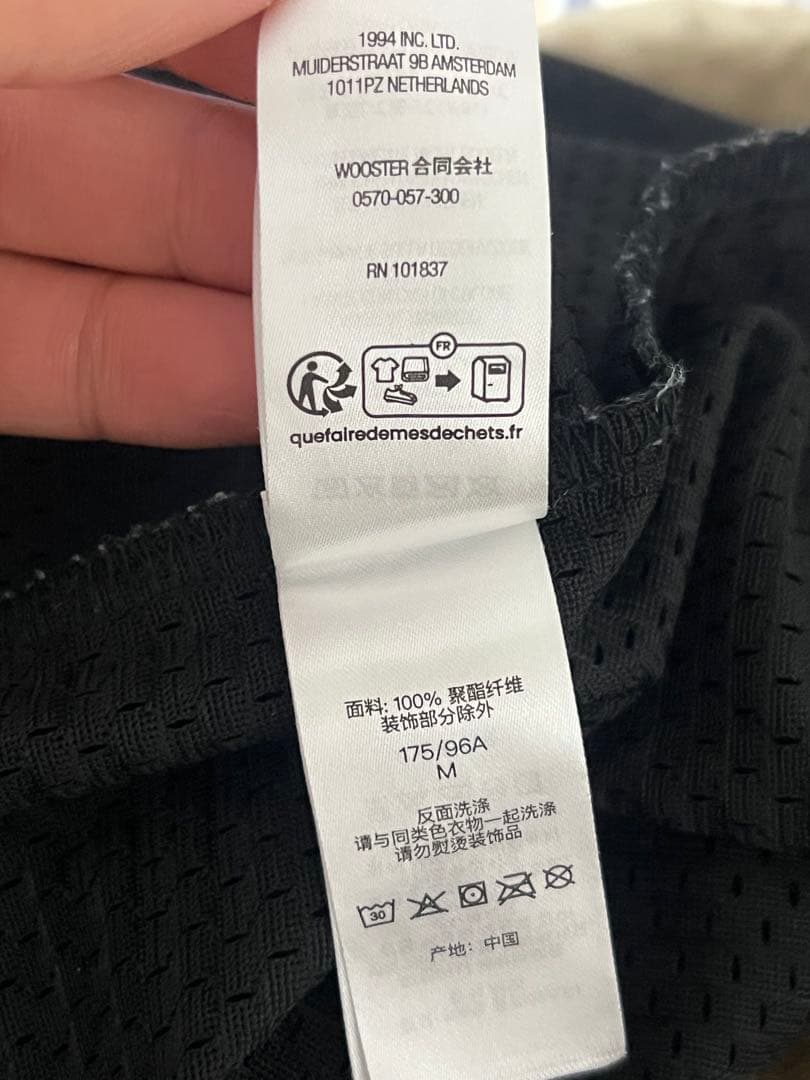 1994 INC. LTD.
MUIDERSTRAAT 9B AMSTERDAM
1011PZ NETHERLANDS
WOOSTER 合同会社
0570-057-300
RN 101837
FR
quefairedemesdechets.fr
面料: 100% 聚酯纤维
装饰部分除外
175/96A
M
反面洗涤
请与同类色衣物一起洗涤
请勿熨烫装饰品
30
产地: 中国